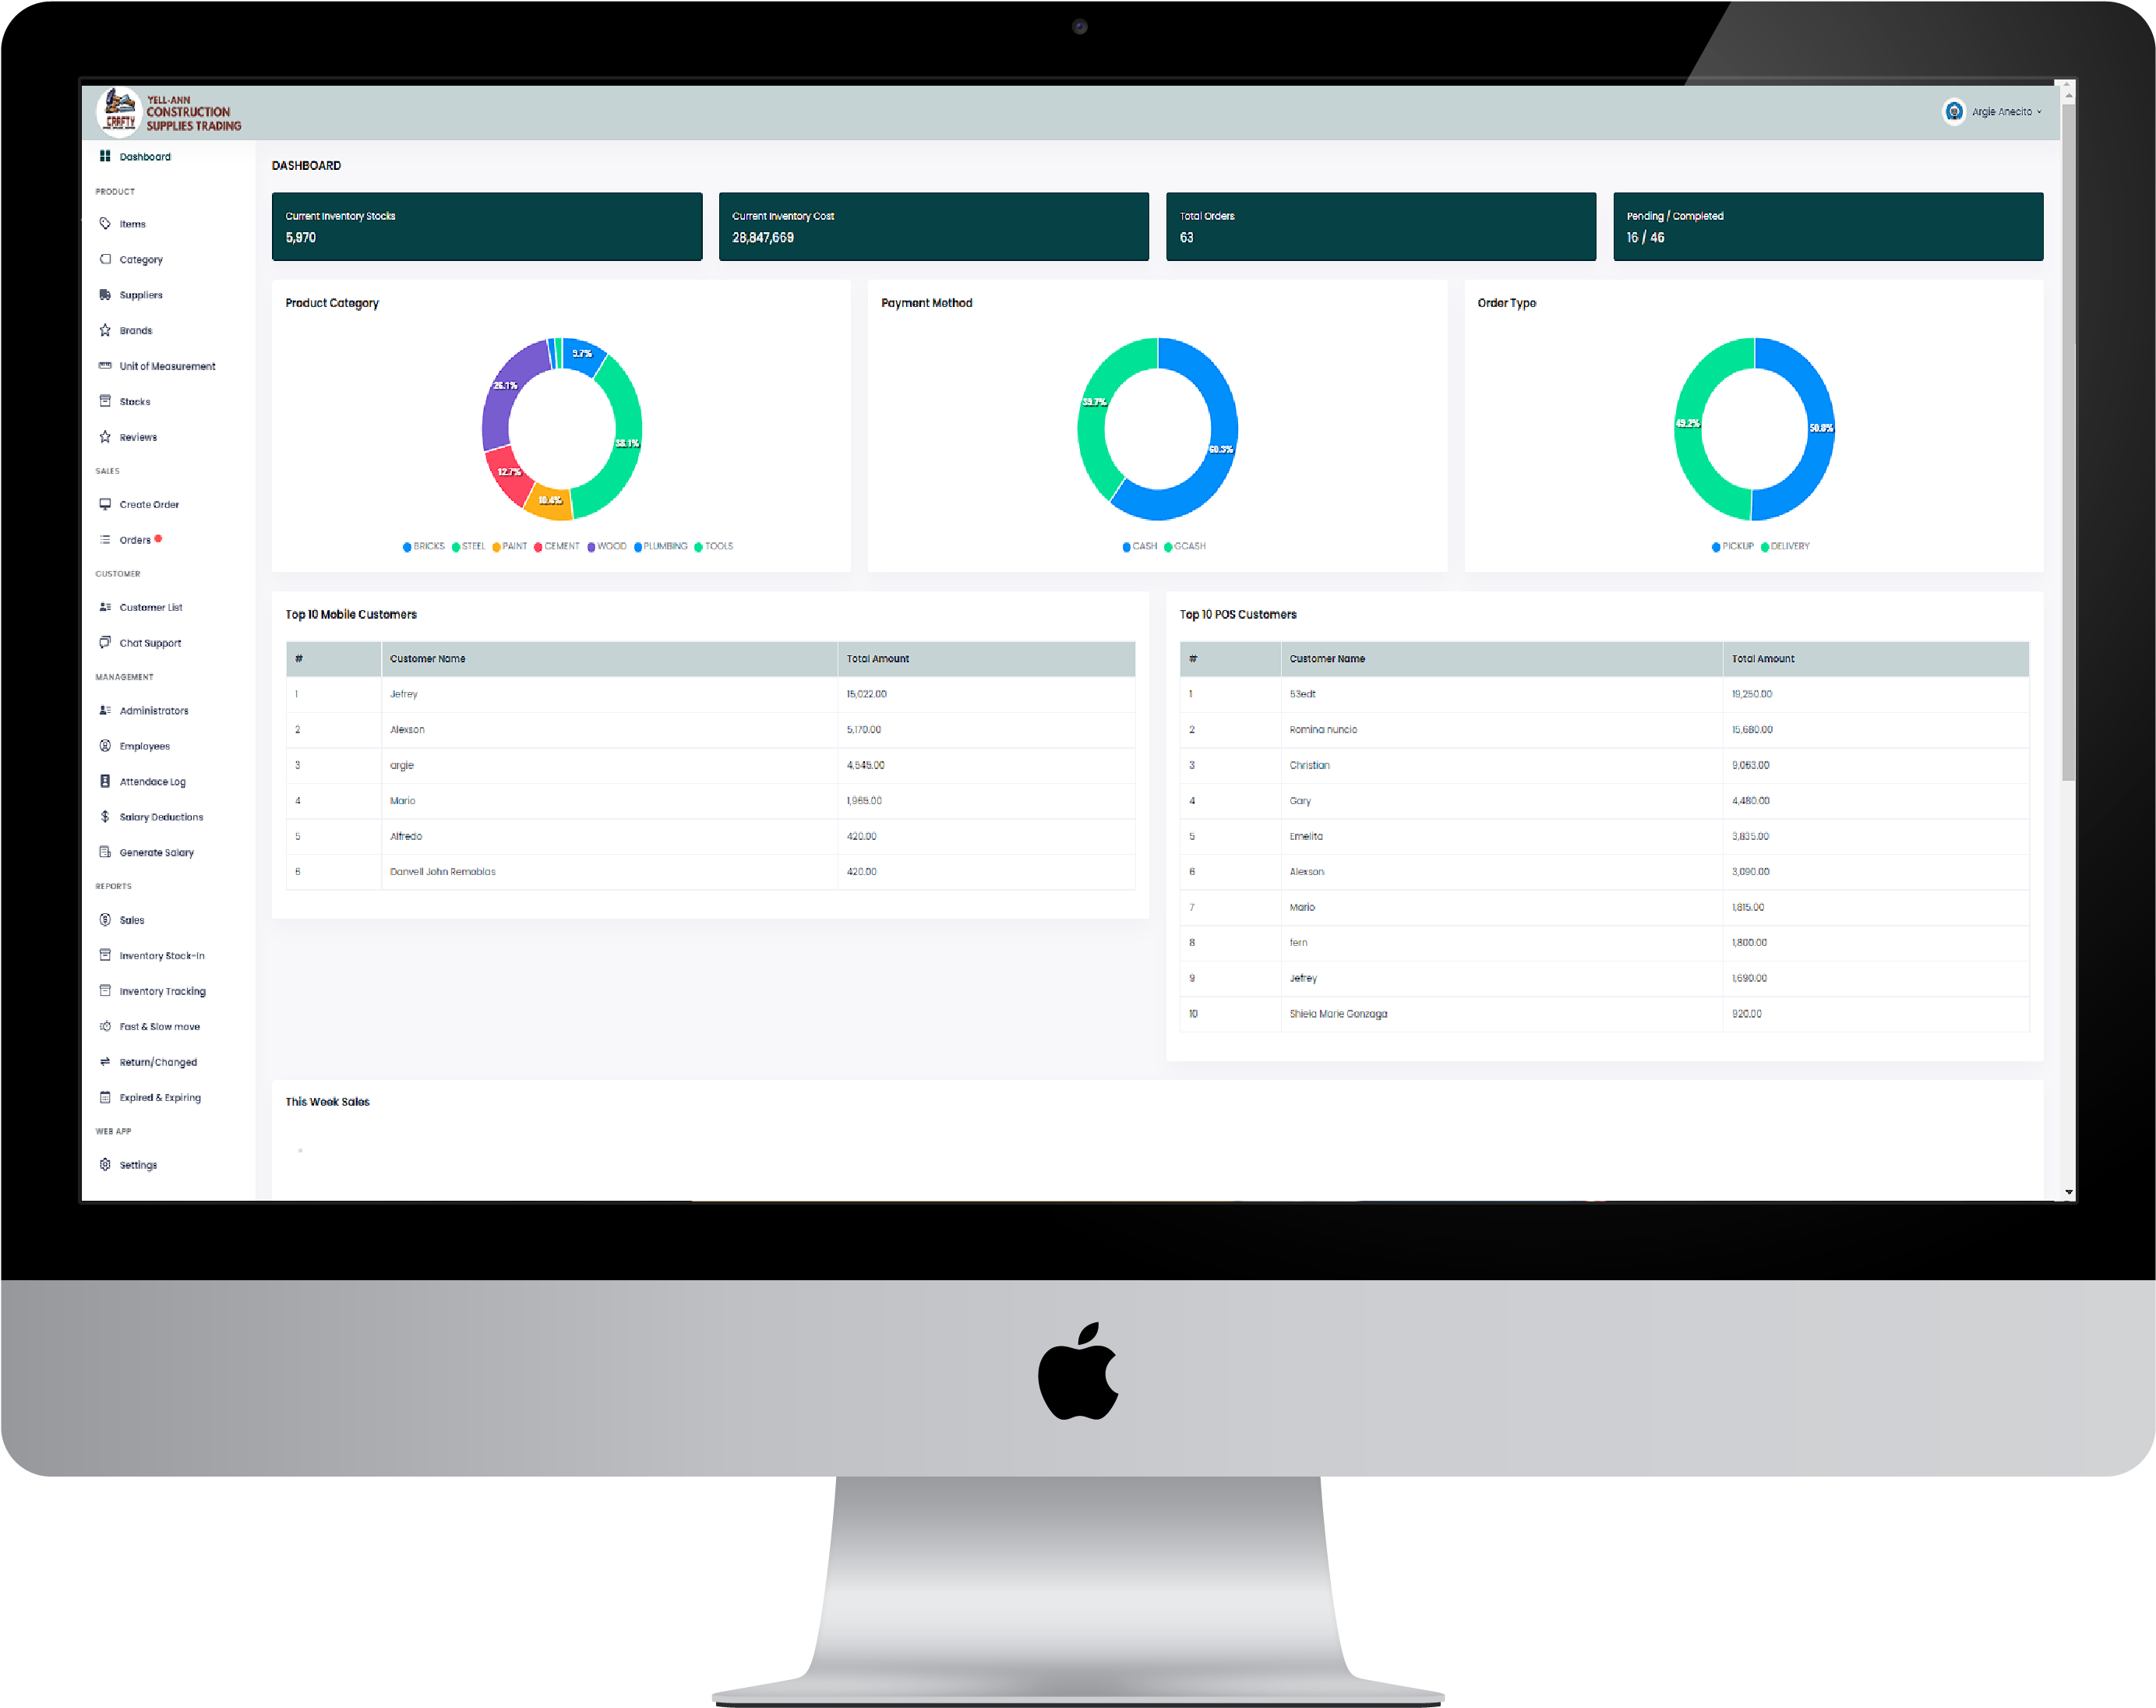 CRAFTY
YELL-ANN
CONSTRUCTION
SUPPLIES TRADING
Argie Anecito
Dashboard
PRODUCT
Items
Category
Suppliers
Brands
Unit of Measurement
Stocks
Reviews
SALES
Create Order
Orders
CUSTOMER
Customer List
Chat Support
MANAGEMENT
Administrators
Employees
Attendace Log
Salary Deductions
Generate Salary
REPORTS
Sales
Inventory Stock-In
Inventory Tracking
Fast & Slow move
Return/Changed
Expired & Expiring
WEB APP
Settings
DASHBOARD
Current Inventory Stocks
5,970
Current Inventory Cost
28,847,669
Total Orders
63
Pending / Completed
16 / 46
Product Category
9.7%
26.1%
38.1%
12.7%
10.4%
BRICKS STEEL PAINT CEMENT WOOD PLUMBING TOOLS
Payment Method
39.7%
60.3%
CASH GCASH
Order Type
49.2%
50.8%
PICKUP DELIVERY
Top 10 Mobile Customers
# Customer Name Total Amount
1 Jefrey 15,022.00
2 Alexson 5,170.00
3 argie 4,545.00
4 Mario 1,965.00
5 Alfredo 420.00
6 Danvell John Remoblas 420.00
Top 10 POS Customers
# Customer Name Total Amount
1 53edt 19,250.00
2 Romina nuncio 15,680.00
3 Christian 9,063.00
4 Gary 4,480.00
5 Emelita 3,835.00
6 Alexson 3,090.00
7 Mario 1,815.00
8 fern 1,800.00
9 Jefrey 1,690.00
10 Shiela Marie Gonzaga 920.00
This Week Sales